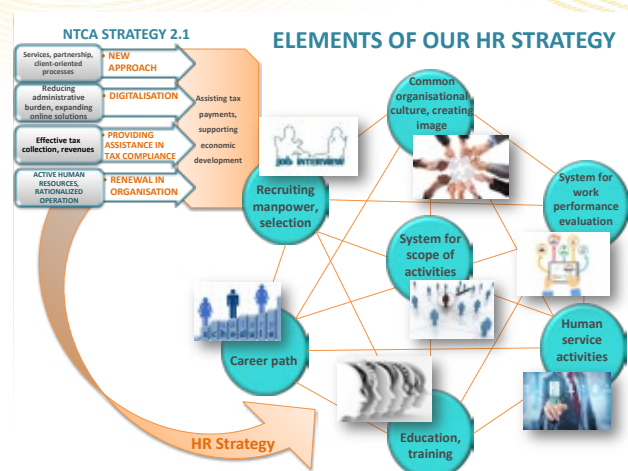 NTCA STRATEGY 2.1
ELEMENTS OF OUR HR STRATEGY
Services, partnership,
client-oriented
processes
• NEW
APPROACH
Reducing
administrative
burden, expanding
online solutions
• DIGITALISATION
Effective tax
collection, revenues
• PROVIDING
ASSISTANCE IN
TAX COMPLIANCE
ACTIVE HUMAN
RESOURCES,
RATIONALIZED
OPERATION
• RENEWAL IN
ORGANISATION
Assisting tax
payments,
supporting
economic
development
Common
organisational
culture, creating
image
job INTERVIEW
Recruiting
manpower,
selection
System for
work
performance
evaluation
System for
scope of
activities
Human
service
activities
Career path
Education,
training
HR Strategy